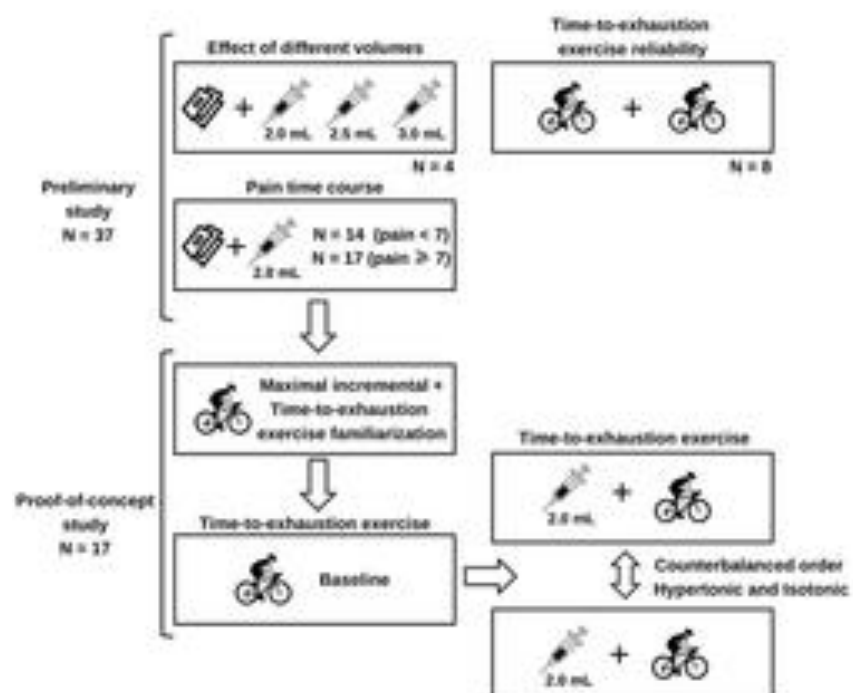 Effect of different volumes
+
2.0 mL 2.5 mL 3.0 mL
N = 4
Time-to-exhaustion
exercise reliability
+
N = 8
Preliminary
study
N = 37
Pain time course
+
2.0 mL
N = 14 (pain < 7)
N = 17 (pain ⩾ 7)
Proof-of-concept
study
N = 17
Maximal incremental +
Time-to-exhaustion
exercise familiarization
Time-to-exhaustion exercise
Baseline
Time-to-exhaustion exercise
+
2.0 mL
Counterbalanced order
Hypertonic and Isotonic
+
2.0 mL